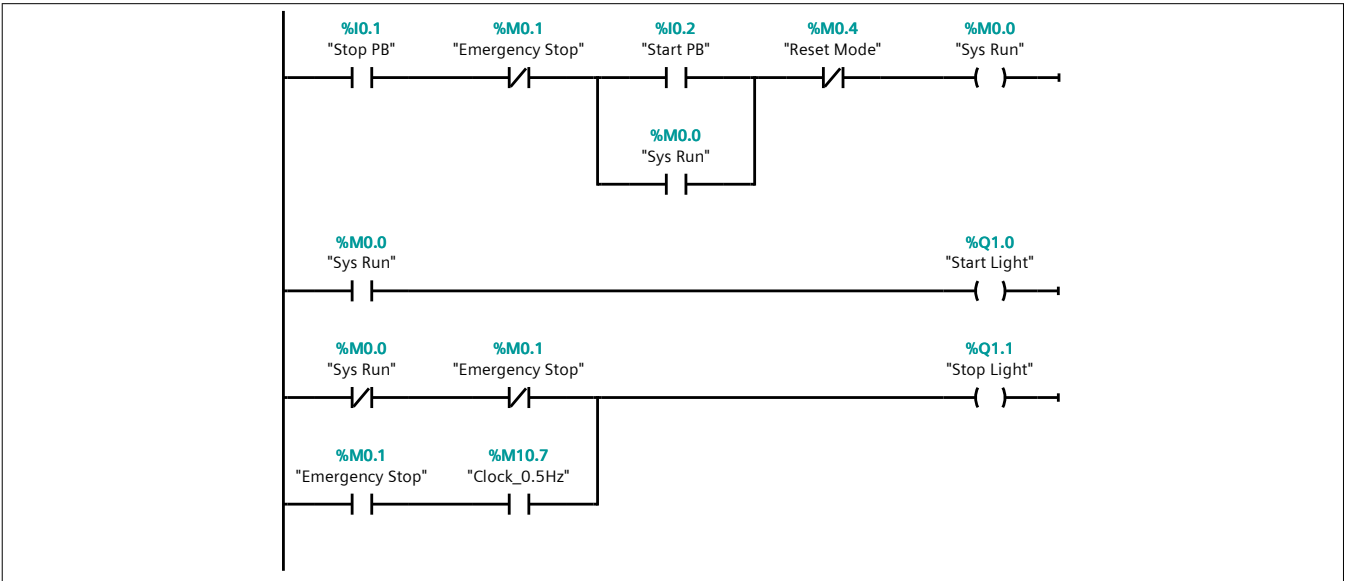 %I0.1 %M0.1 %I0.2 %M0.4 %M0.0
"Stop PB" "Emergency Stop" "Start PB" "Reset Mode" "Sys Run"
%M0.0
"Sys Run"
%M0.0 %Q1.0
"Sys Run" "Start Light"
%M0.0 %M0.1 %Q1.1
"Sys Run" "Emergency Stop" "Stop Light"
%M0.1 %M10.7
"Emergency Stop" "Clock_0.5Hz"